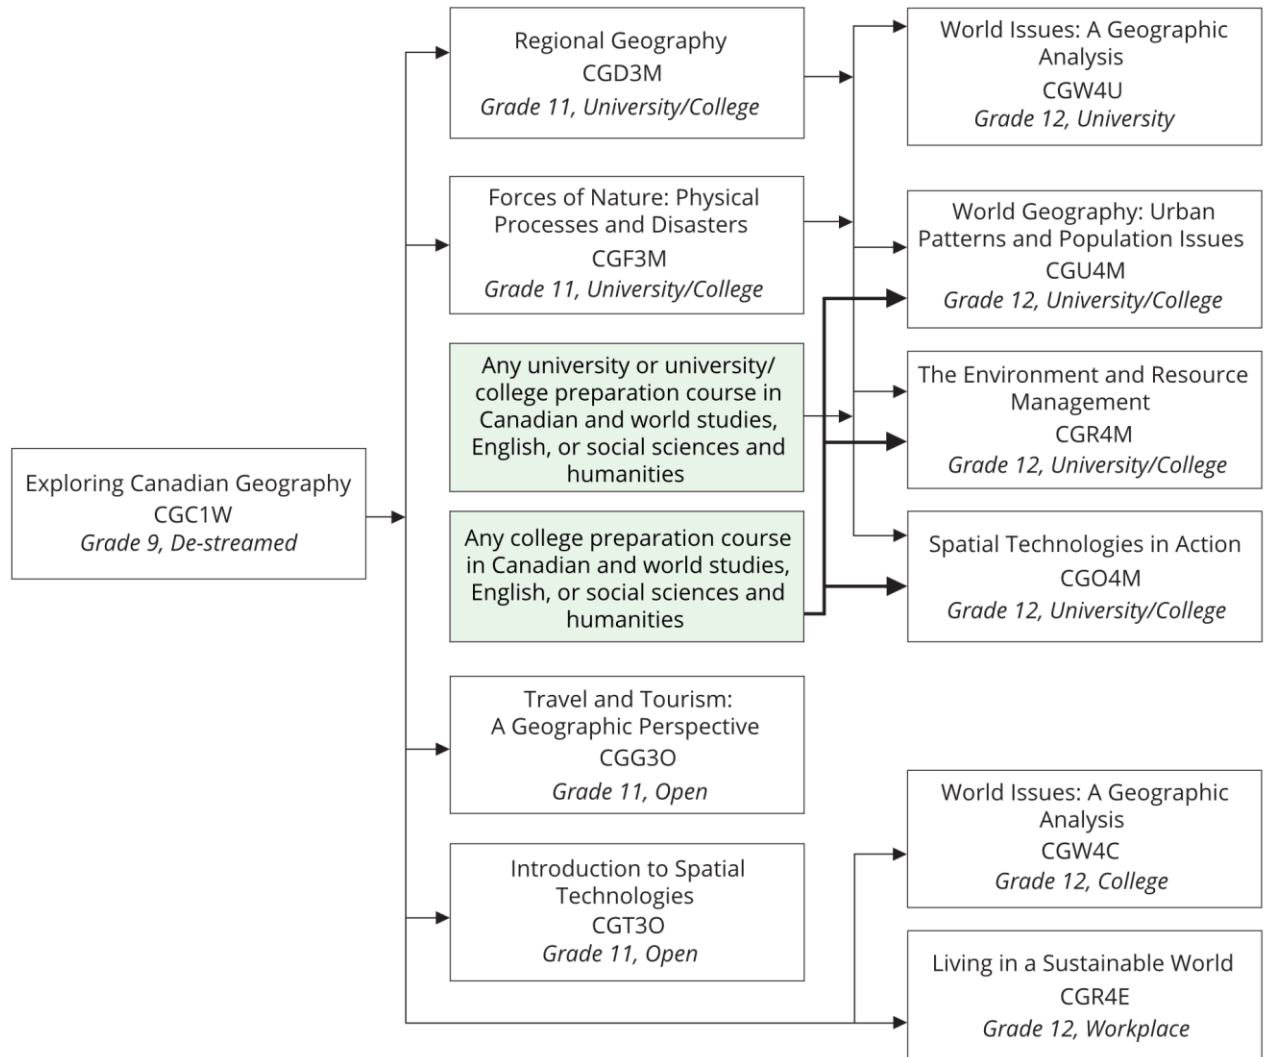 Regional Geography
CGD3M
Grade 11, University/College
World Issues: A Geographic
Analysis
CGW4U
Grade 12, University
Forces of Nature: Physical
Processes and Disasters
CGF3M
Grade 11, University/College
World Geography: Urban
Patterns and Population Issues
CGU4M
Grade 12, University/College
Any university or university/
college preparation course in
Canadian and world studies,
English, or social sciences and
humanities
The Environment and Resource
Management
CGR4M
Grade 12, University/College
Exploring Canadian Geography
CGC1W
Grade 9, De-streamed
Any college preparation course
in Canadian and world studies,
English, or social sciences and
humanities
Spatial Technologies in Action
CGO4M
Grade 12, University/College
Travel and Tourism:
A Geographic Perspective
CGG3O
Grade 11, Open
World Issues: A Geographic
Analysis
CGW4C
Grade 12, College
Introduction to Spatial
Technologies
CGT3O
Grade 11, Open
Living in a Sustainable World
CGR4E
Grade 12, Workplace